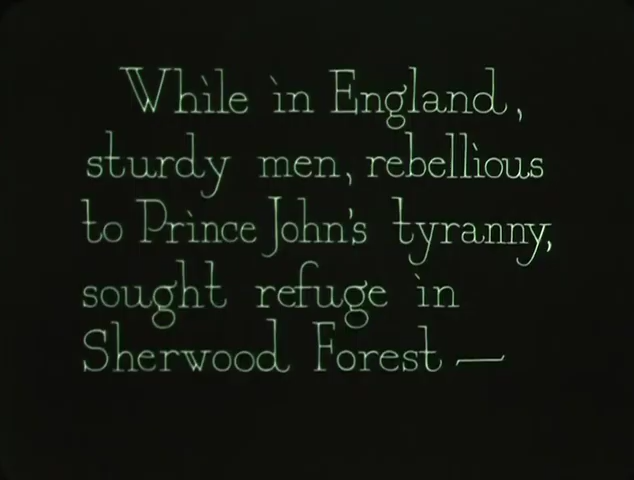 While in England,
sturdy men, rebellious
to Prince John's tyranny,
sought refuge in
Sherwood Forest —